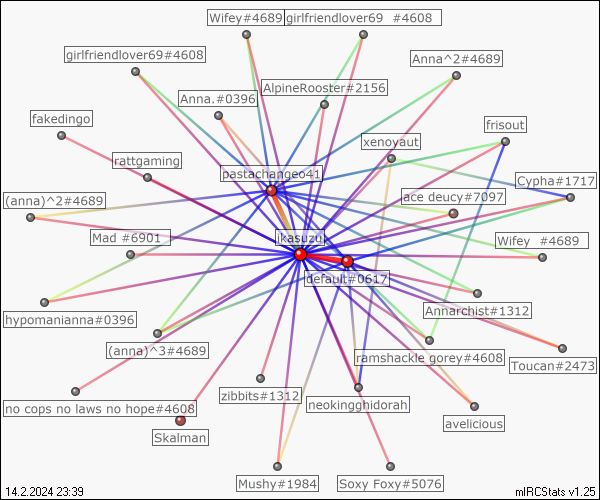 Wifey#4689
girlfriendlover69  #4608
girlfriendlover69#4608
Anna^2#4689
AlpineRooster#2156
Anna.#0396
fakedingo
frisout
xenoyaut
rattgaming
pastachangeo41
Cypha#1717
ace deucy#7097
(anna)^2#4689
Mad #6901
ikasuzu
Wifey  #4689
default#0617
Annarchist#1312
hypomanianna#0396
(anna)^3#4689
ramshackle gorey#4608
Toucan#2473
zibbits#1312
neokingghidorah
no cops no laws no hope#4608
avelicious
Skalman
Mushy#1984
Soxy Foxy#5076
14.2.2024 23:39
mIRCStats v1.25